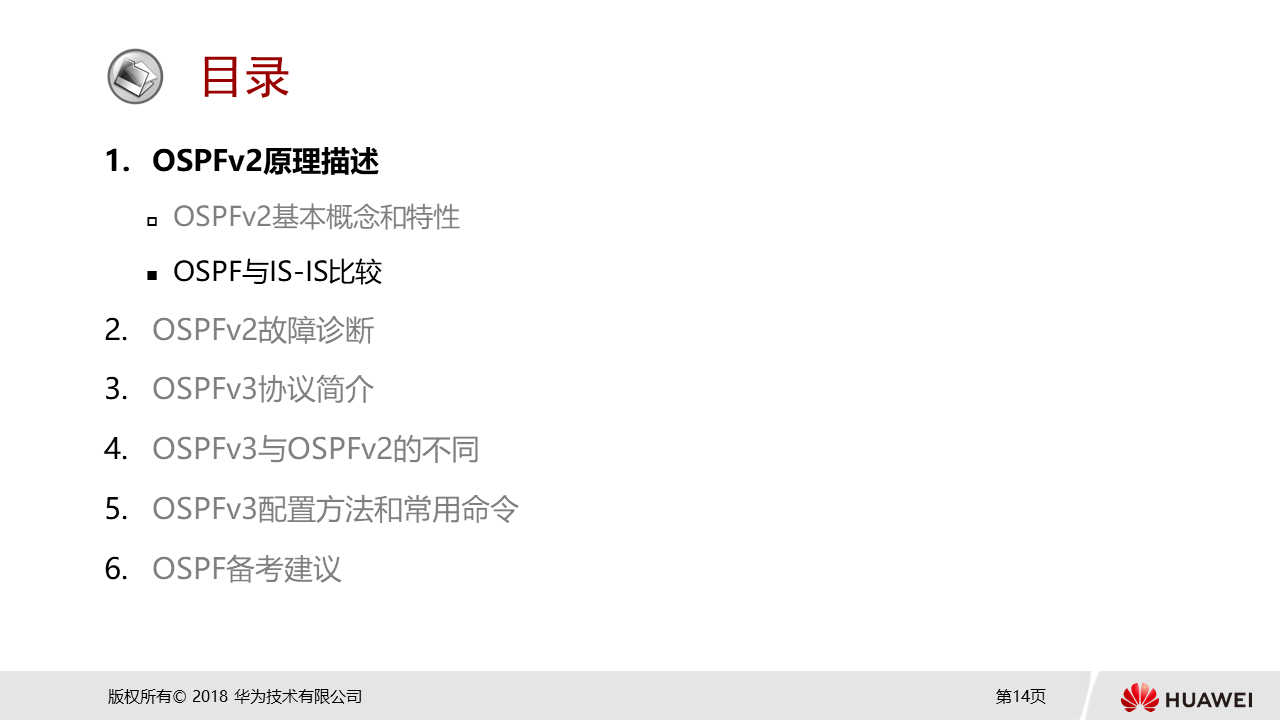 目录
1. OSPFv2原理描述
OSPFv2基本概念和特性
OSPF与IS-IS比较
2. OSPFv2故障诊断
3. OSPFv3协议简介
4. OSPFv3与OSPFv2的不同
5. OSPFv3配置方法和常用命令
6. OSPF备考建议
版权所有© 2018 华为技术有限公司
第14页
HUAWEI